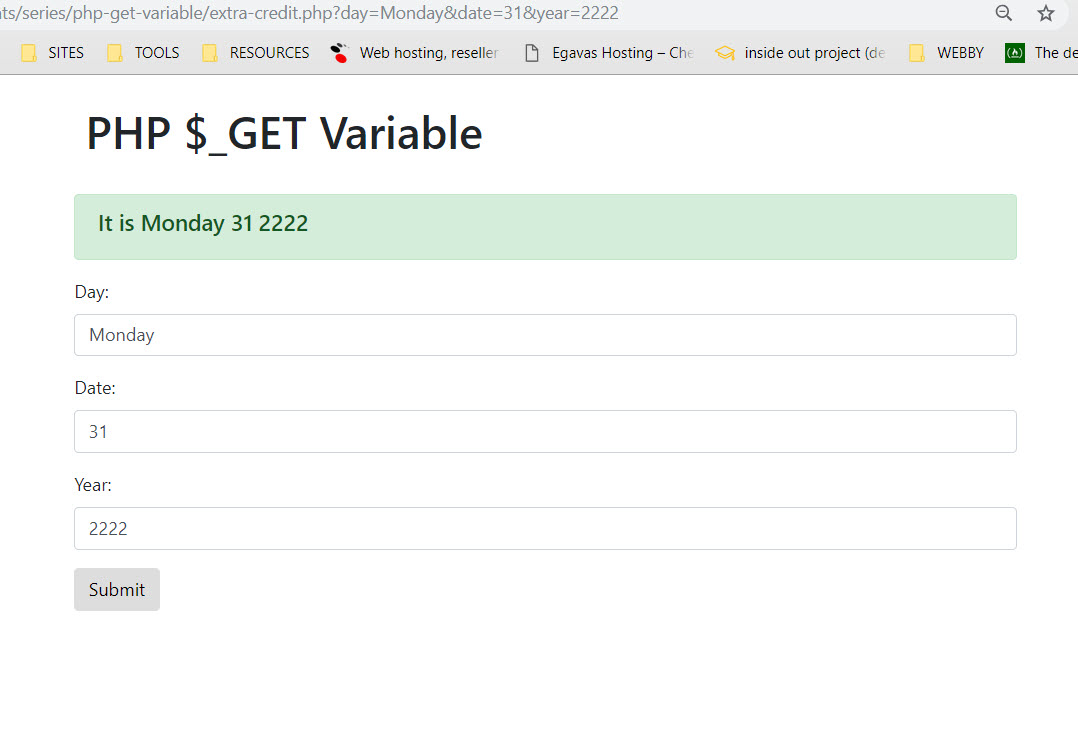 ts/series/php-get-variable/extra-credit.php?day=Monday&date=31&year=2222
SITES TOOLS RESOURCES Web hosting, reseller Egavas Hosting – Che inside out project (de WEBBY The de
PHP $_GET Variable
It is Monday 31 2222
Day:
Monday
Date:
31
Year:
2222
Submit